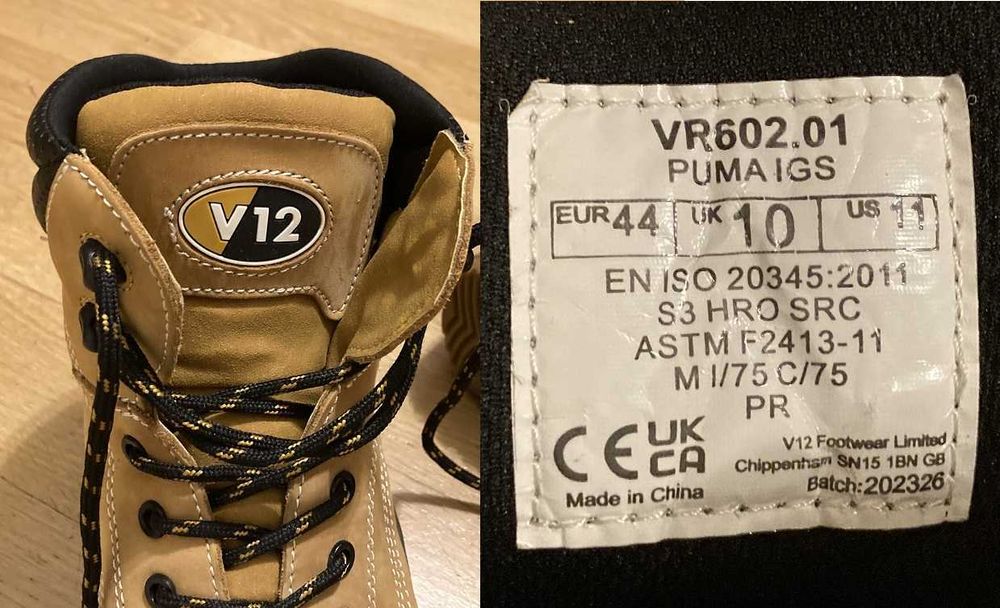 V12
VR602.01
PUMA IGS
EUR 44 UK 10 US 11
EN ISO 20345:2011
S3 HRO SRC
ASTM F2413-11
M I/75 C/75
PR
CE UK CA
V12 Footwear Limited
Chippenham SN15 1BN GB
Batch:202326
Made in China